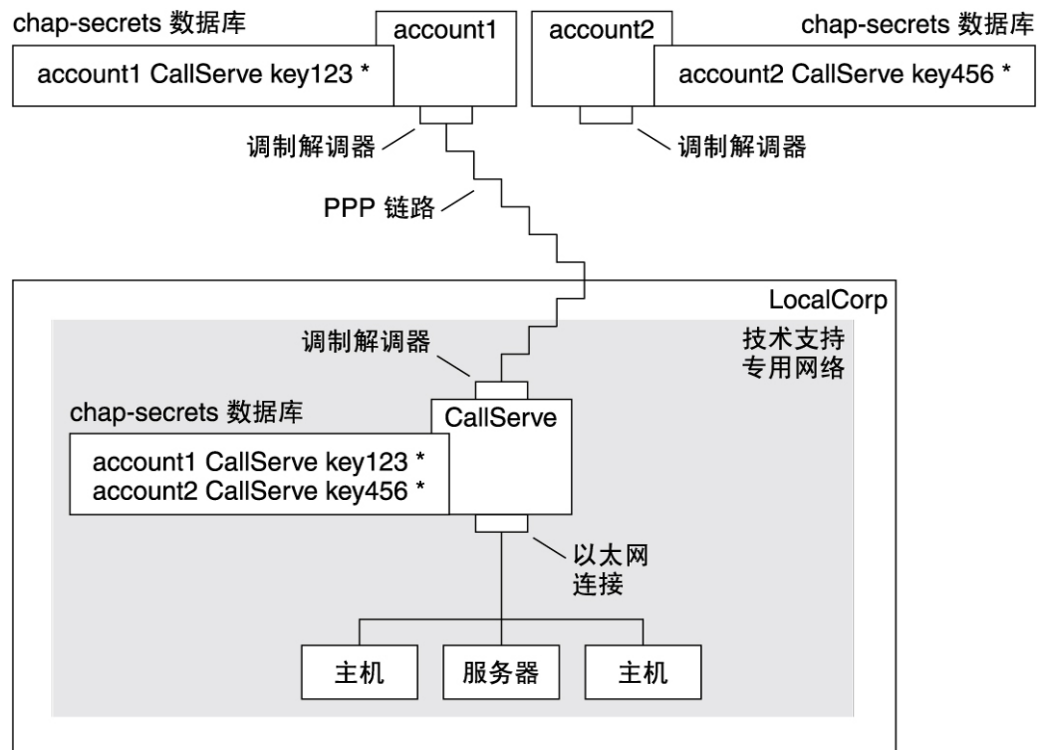 chap-secrets 数据库
account1
account2
chap-secrets 数据库
account1 CallServe key123 *
account2 CallServe key456 *
调制解调器
调制解调器
PPP 链路
LocalCorp
调制解调器
技术支持
专用网络
chap-secrets 数据库
CallServe
account1 CallServe key123 *
account2 CallServe key456 *
以太网
连接
主机
服务器
主机